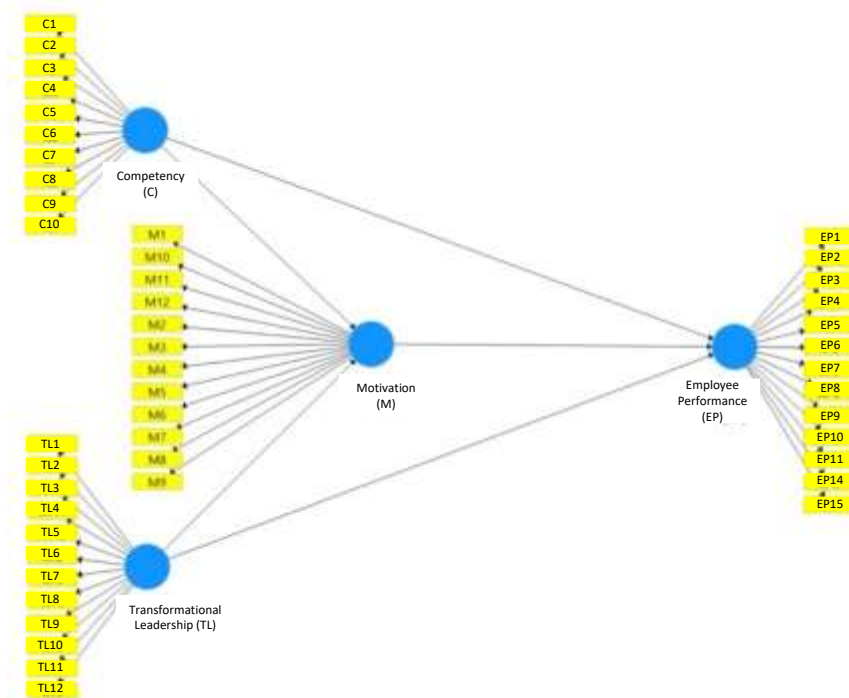 C1
C2
C3
C4
C5
C6
C7
C8
C9
C10
Competency
(C)
M1
M10
M11
M12
M2
M3
M4
M5
M6
M7
M8
M9
Motivation
(M)
EP1
EP2
EP3
EP4
EP5
EP6
EP7
EP8
EP9
EP10
EP11
EP14
EP15
Employee
Performance
(EP)
TL1
TL2
TL3
TL4
TL5
TL6
TL7
TL8
TL9
TL10
TL11
TL12
Transformational
Leadership (TL)